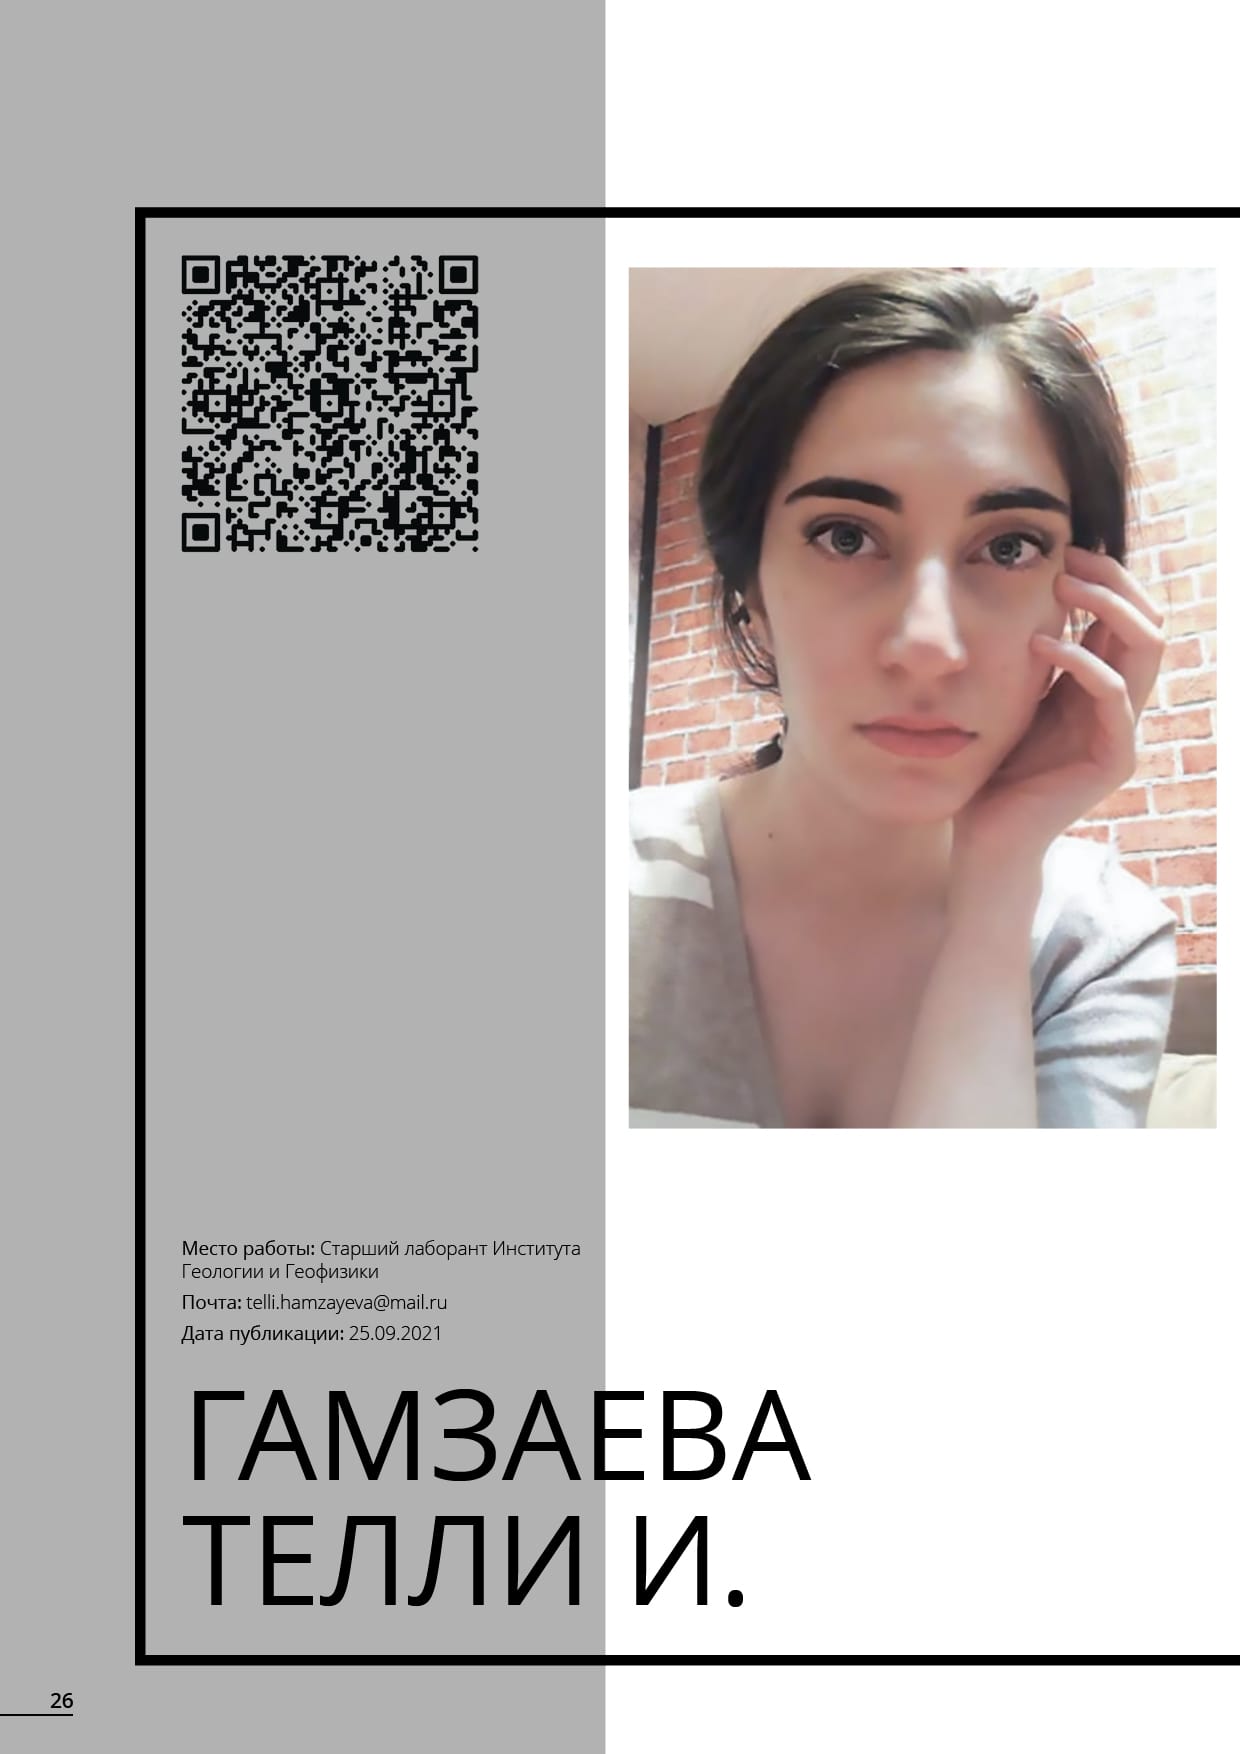 Место работы: Старший лаборант Института
Геологии и Геофизики
Почта: telli.hamzayeva@mail.ru
Дата публикации: 25.09.2021
ГАМЗАЕВА
ТЕЛЛИ И.
26